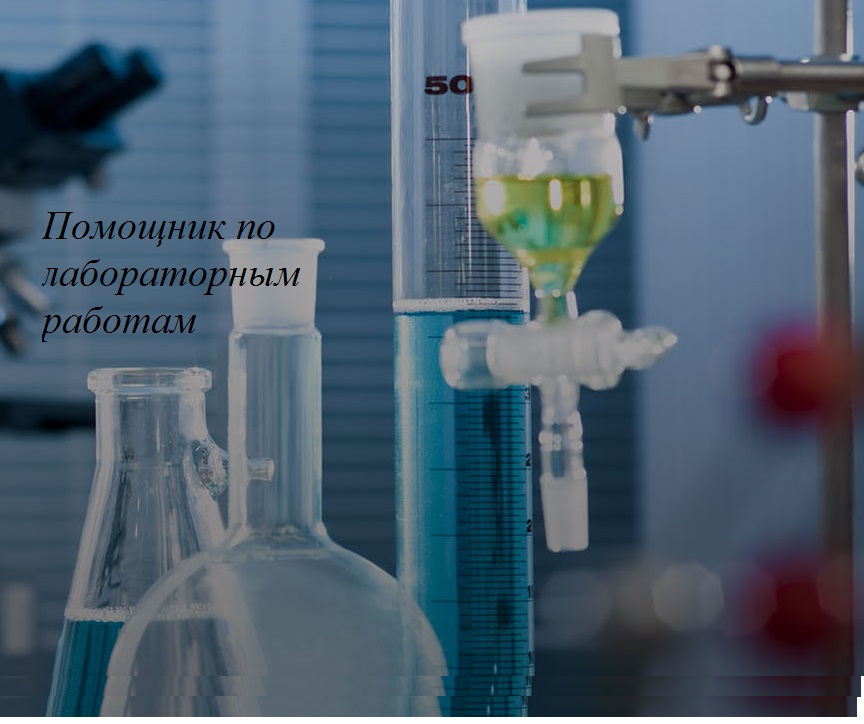 Помощник по
лабораторным
работам
50